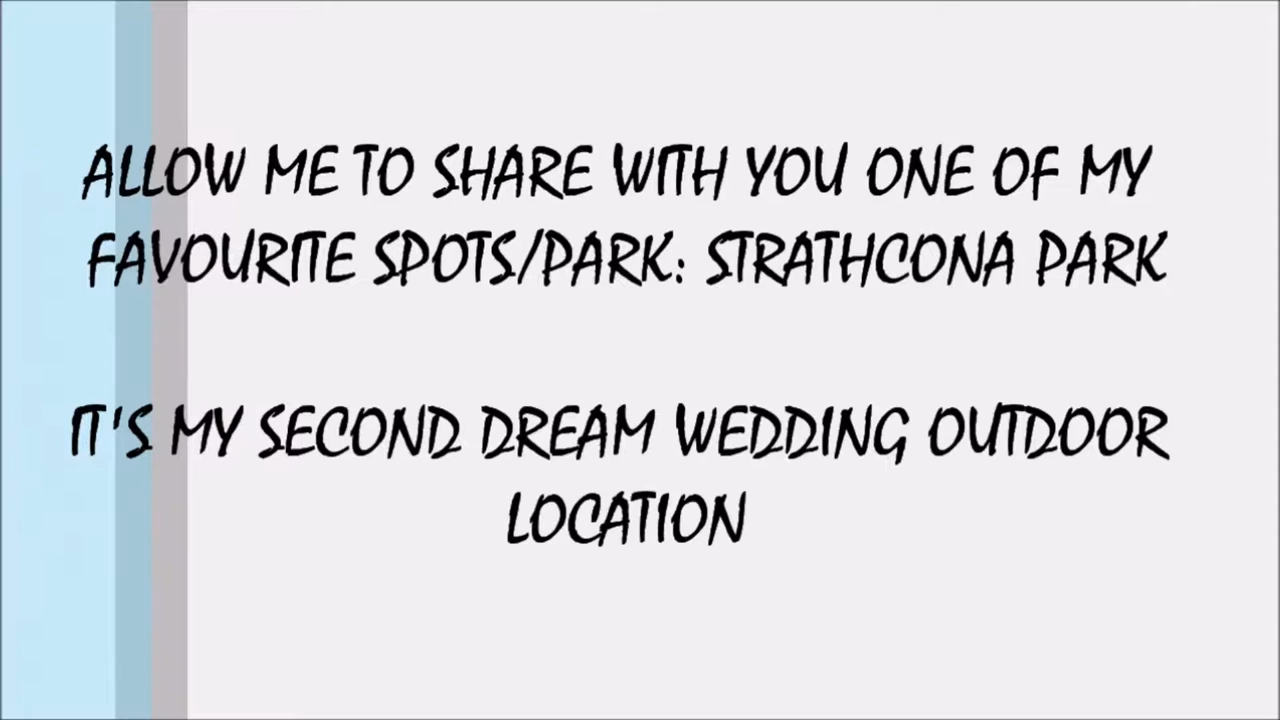 ALLOW ME TO SHARE WITH YOU ONE OF MY
FAVOURITE SPOTS/PARK: STRATHCONA PARK
IT'S MY SECOND DREAM WEDDING OUTDOOR
LOCATION